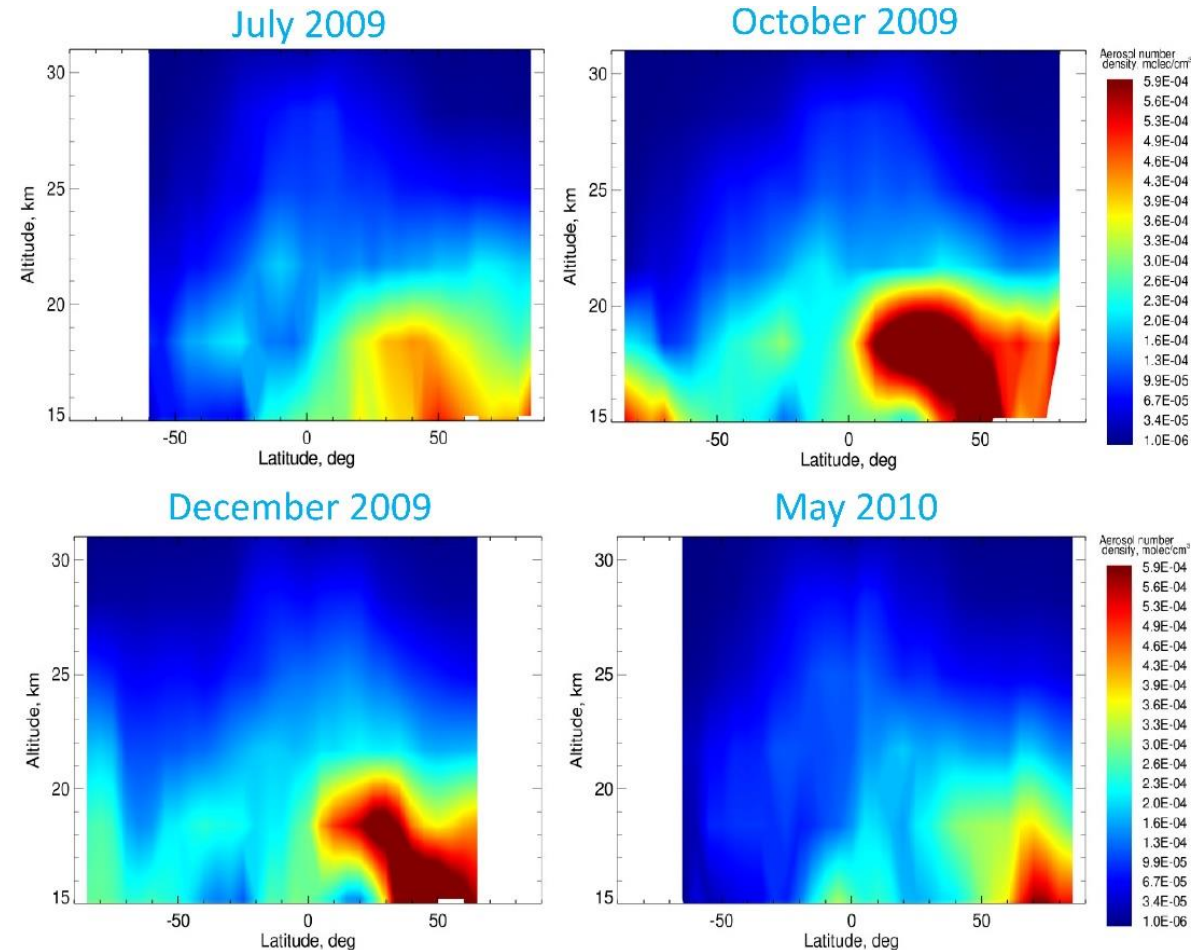 July 2009
October 2009
30
25
20
15
Altitude, km
-50 0 50
Latitude, deg
30
25
20
15
Altitude, km
-50 0 50
Latitude, deg
Aerosol number
density, molec/cm³
5.9E-04
5.6E-04
5.3E-04
4.9E-04
4.6E-04
4.3E-04
3.6E-04
3.3E-04
3.0E-04
2.6E-04
2.3E-04
2.0E-04
1.6E-04
1.3E-04
9.9E-05
6.7E-05
3.4E-05
1.0E-06
December 2009
May 2010
30
25
20
15
Altitude, km
-50 0 50
Latitude, deg
30
25
20
15
Altitude, km
-50 0 50
Latitude, deg
Aerosol number
density, molec/cm³
5.9E-04
5.6E-04
5.3E-04
4.9E-04
4.6E-04
4.3E-04
3.6E-04
3.3E-04
3.0E-04
2.6E-04
2.3E-04
2.0E-04
1.6E-04
1.3E-04
9.9E-05
6.7E-05
3.4E-05
1.0E-06